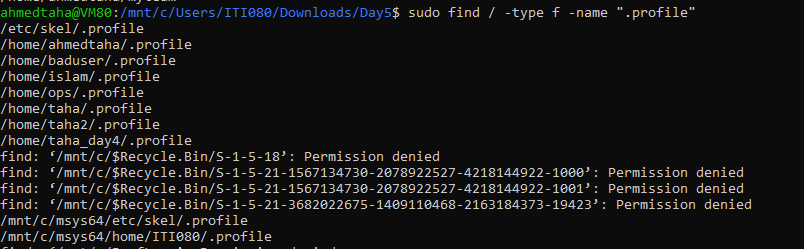 ahmedtaha@VM80:/mnt/c/Users/ITI080/Downloads/Day5$ sudo find / -type f -name ".profile"
/etc/skel/.profile
/home/ahmedtaha/.profile
/home/baduser/.profile
/home/islam/.profile
/home/ops/.profile
/home/taha/.profile
/home/taha2/.profile
/home/taha_day4/.profile
find: ‘/mnt/c/$Recycle.Bin/S-1-5-18’: Permission denied
find: ‘/mnt/c/$Recycle.Bin/S-1-5-21-1567134730-2078922527-4218144922-1000’: Permission denied
find: ‘/mnt/c/$Recycle.Bin/S-1-5-21-1567134730-2078922527-4218144922-1001’: Permission denied
find: ‘/mnt/c/$Recycle.Bin/S-1-5-21-3682022675-1409110468-2163184373-19423’: Permission denied
/mnt/c/msys64/etc/skel/.profile
/mnt/c/msys64/home/ITI080/.profile